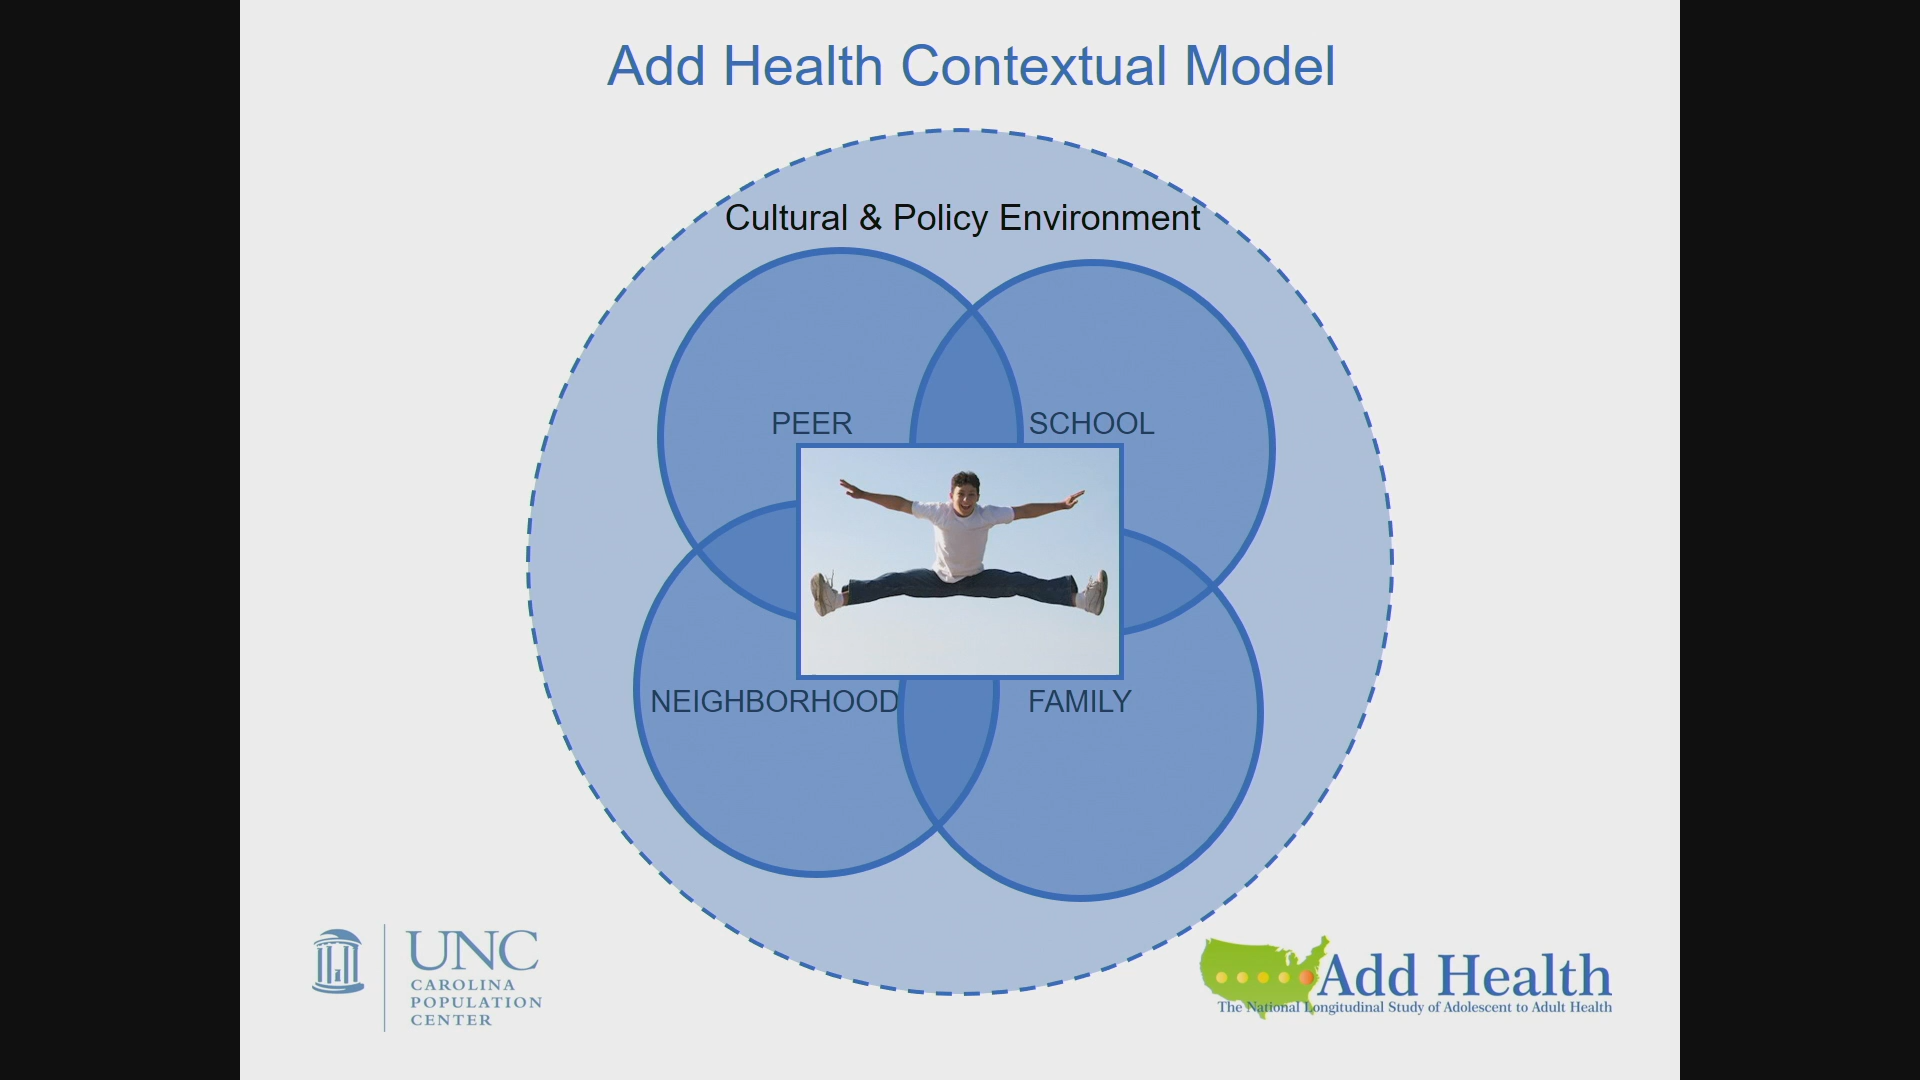 Add Health Contextual Model
Cultural & Policy Environment
PEER
SCHOOL
NEIGHBORHOOD
FAMILY
UNC
CAROLINA
POPULATION
CENTER
Add Health
The National Longitudinal Study of Adolescent to Adult Health